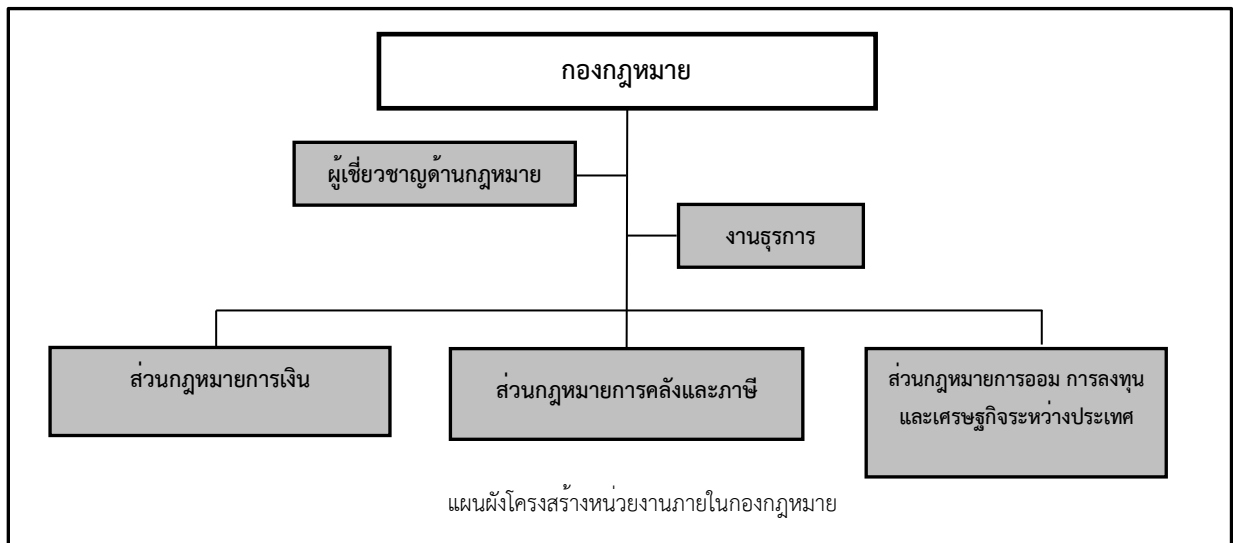 กองกฎหมาย
ผู้เชี่ยวชาญด้านกฎหมาย
งานธุรการ
ส่วนกฎหมายการเงิน
ส่วนกฎหมายการคลังและภาษี
ส่วนกฎหมายการออม การลงทุน
และเศรษฐกิจระหว่างประเทศ
แผนผังโครงสร้างหน่วยงานภายในกองกฎหมาย